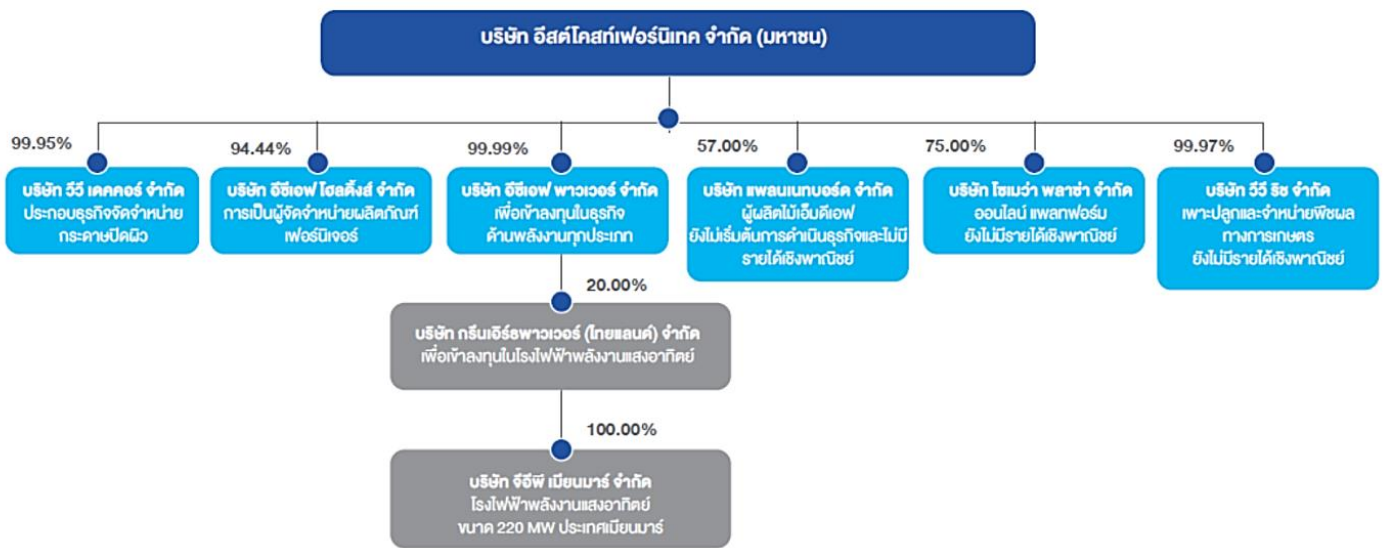 บริษัท อีสต์โคสท์เฟอร์นิเทค จำกัด (มหาชน)
99.95%
บริษัท วีวี เดคคอร์ จำกัด
ประกอบธุรกิจจัดจำหน่าย
กระดาษปิดผิว
94.44%
บริษัท อีซีเอฟ โฮลดิ้งส์ จำกัด
การเป็นผู้จัดจำหน่ายผลิตภัณฑ์
เฟอร์นิเจอร์
99.99%
บริษัท อีซีเอฟ พาวเวอร์ จำกัด
เพื่อเข้าลงทุนในธุรกิจ
ด้านพลังงานทุกประเภท
57.00%
บริษัท แพลนเนทบอร์ด จำกัด
ผู้ผลิตไม้เอ็มดีเอฟ
ยังไม่เริ่มต้นการดำเนินธุรกิจและไม่มี
รายได้เชิงพาณิชย์
75.00%
บริษัท โซเมว่า พลาซ่า จำกัด
ออนไลน์ แพลทฟอร์ม
ยังไม่มีรายได้เชิงพาณิชย์
99.97%
บริษัท วีวี ริช จำกัด
เพาะปลูกและจำหน่ายพืชผล
ทางการเกษตร
ยังไม่มีรายได้เชิงพาณิชย์
20.00%
บริษัท กรีนเอิร์ธพาวเวอร์ (ไทยแลนด์) จำกัด
เพื่อเข้าลงทุนในโรงไฟฟ้าพลังงานแสงอาทิตย์
100.00%
บริษัท จีอีพี เมียนมาร์ จำกัด
โรงไฟฟ้าพลังงานแสงอาทิตย์
ขนาด 220 MW ประเทศเมียนมาร์